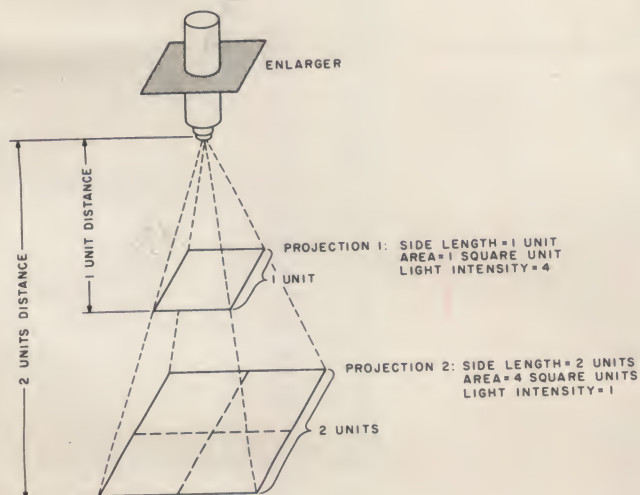 ENLARGER
1 UNIT DISTANCE
2 UNITS DISTANCE
PROJECTION 1: SIDE LENGTH=1 UNIT
AREA=1 SQUARE UNIT
LIGHT INTENSITY=4
1 UNIT
PROJECTION 2: SIDE LENGTH=2 UNITS
AREA=4 SQUARE UNITS
LIGHT INTENSITY=1
2 UNITS